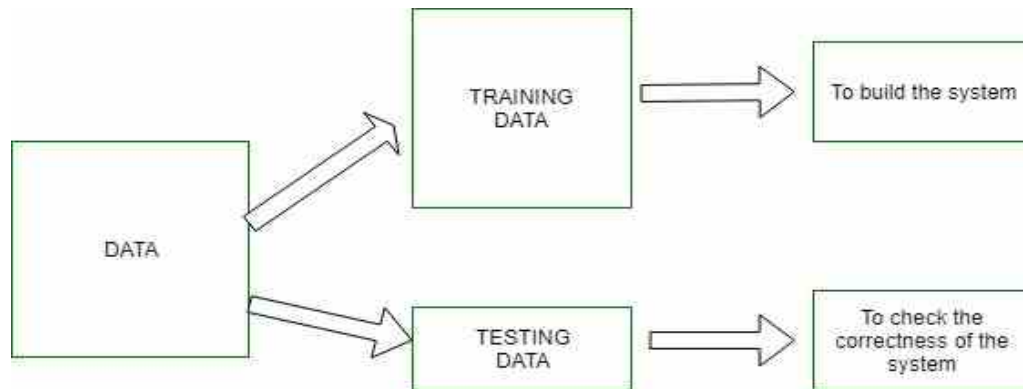 DATA
TRAINING
DATA
To build the system
TESTING
DATA
To check the
correctness of the
system